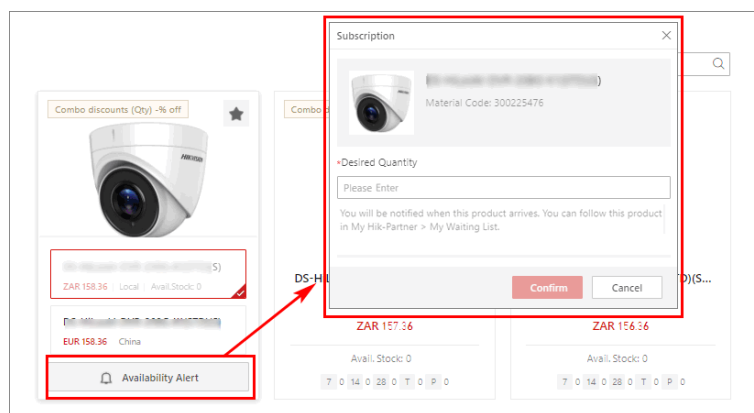 Subscription
)
Material Code: 300225476
*Desired Quantity
Please Enter
You will be notified when this product arrives. You can follow this product
in My Hik-Partner > My Waiting List.
Confirm
Cancel
Combo discounts (Qty) -% off
HIKVISION
S)
ZAR 158.36 | Local | Avail.Stock: 0
EUR 158.36 China
Availability Alert
Combo
DS-H
ZAR 157.36
Avail. Stock: 0
7 0 14 0 28 0 T 0 P 0
D)(S...
ZAR 156.36
Avail. Stock: 0
7 0 14 0 28 0 T 0 P 0